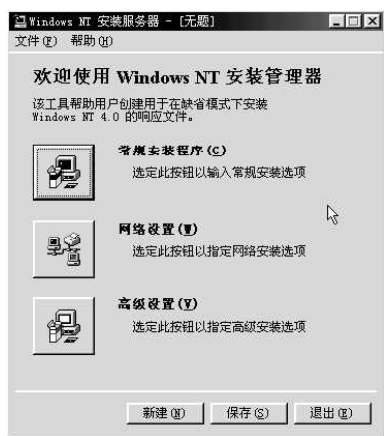 Windows NT 安装服务器 - [无题]
文件(F) 帮助(H)
欢迎使用 Windows NT 安装管理器
该工具帮助用户创建用于在缺省模式下安装
Windows NT 4.0 的响应文件。
常规安装程序(C)
选定此按钮以输入常规安装选项
网络设置(W)
选定此按钮以指定网络安装选项
高级设置(Y)
选定此按钮以指定高级安装选项
新建(N) 保存(S) 退出(E)